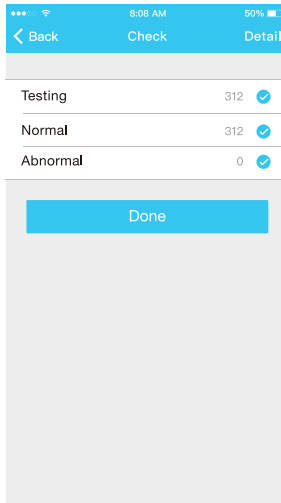 8:08 AM 50%
Back Check Detail
Testing 312
Normal 312
Abnormal 0
Done